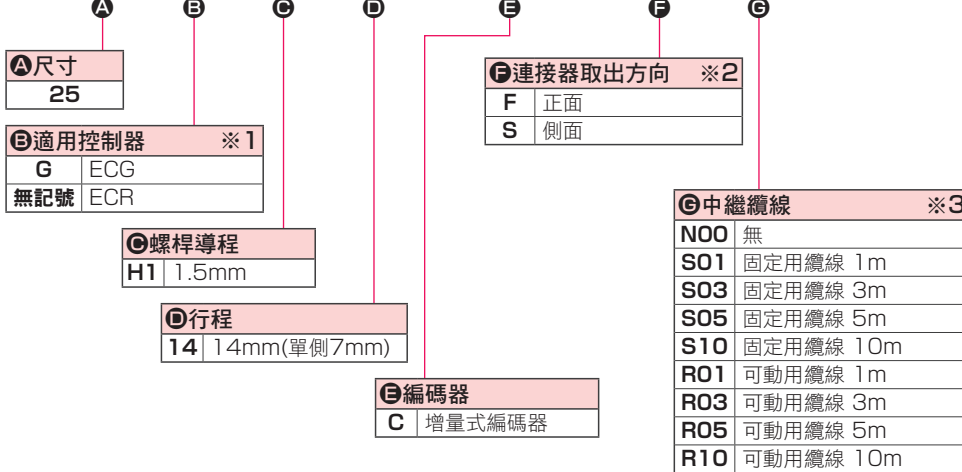 Ⓐ Ⓑ Ⓒ Ⓓ Ⓔ Ⓕ Ⓖ
Ⓐ尺寸
25
Ⓑ適用控制器 ※1
G ECG
無記號 ECR
Ⓒ螺桿導程
H1 1.5mm
Ⓓ行程
14 14mm(單側7mm)
Ⓔ編碼器
C 增量式編碼器
Ⓕ連接器取出方向 ※2
F 正面
S 側面
Ⓖ中繼纜線 ※3
N00 無
S01 固定用纜線 1m
S03 固定用纜線 3m
S05 固定用纜線 5m
S10 固定用纜線 10m
R01 可動用纜線 1m
R03 可動用纜線 3m
R05 可動用纜線 5m
R10 可動用纜線 10m